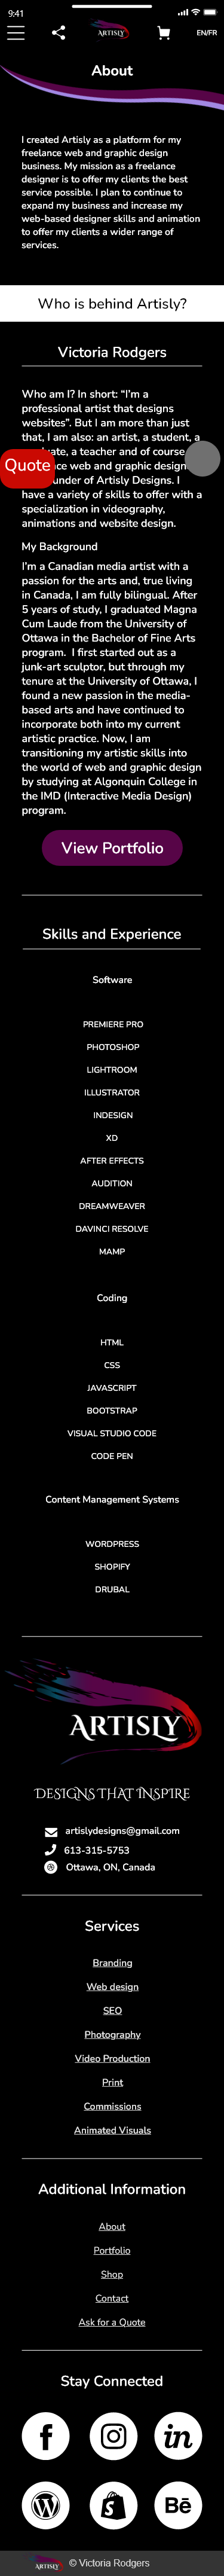 9:41
ARTISLY
EN/FR
About
I created Artisly as a platform for my
freelance web and graphic design
business. My mission as a freelance
designer is to offer my clients the best
service possible. I plan to continue to
expand my business and increase my
web-based designer skills and animation
to offer my clients a wider range of
services.
Who is behind Artisly?
Victoria Rodgers
Who am I? In short: “I’m a
professional artist that designs
websites”. But I am more than just
that, I am also: an artist, a student, a
a teacher and of course
web and graphic
of Artisly Designs. I
Quote
have a variety of skills to offer with a
specialization in videography,
animations and website design.
My Background
I’m a Canadian media artist with a
passion for the arts and, true living
in Canada, I am fully bilingual. After
5 years of study, I graduated Magna
Cum Laude from the University of
Ottawa in the Bachelor of Fine Arts
program. I first started out as a
junk-art sculptor, but through my
tenure at the University of Ottawa, I
found a new passion in the media-
based arts and have continued to
incorporate both into my current
artistic practice. Now, I am
transitioning my artistic skills into
the world of web and graphic design
by studying at Algonquin College in
the IMD (Interactive Media Design)
program.
View Portfolio
Skills and Experience
Software
PREMIERE PRO
PHOTOSHOP
LIGHTROOM
ILLUSTRATOR
INDESIGN
XD
AFTER EFFECTS
AUDITION
DREAMWEAVER
DAVINCI RESOLVE
MAMP
Coding
HTML
CSS
JAVASCRIPT
BOOTSTRAP
VISUAL STUDIO CODE
CODE PEN
Content Management Systems
WORDPRESS
SHOPIFY
DRUBAL
ARTISLY
DESIGNS THAT INSPIRE
artislydesigns@gmail.com
613-315-5753
Ottawa, ON, Canada
Services
Branding
Web design
SEO
Photography
Video Production
Print
Commissions
Animated Visuals
Additional Information
About
Portfolio
Shop
Contact
Ask for a Quote
Stay Connected
f
in
W
S
Bē
ARTISLY
© Victoria Rodgers